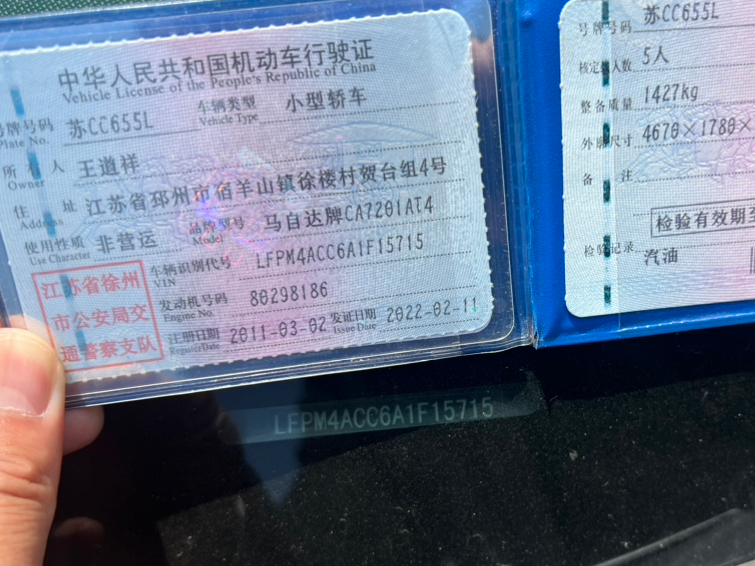 中华人民共和国机动车行驶证
Vehicle License of the People's Republic of China
号牌号码 苏CC655L 车辆类型 小型轿车
Plate No. Vehicle Type
所有人 王道祥
Owner
住址 江苏省邳州市宿羊山镇徐楼村贺台组4号
Address
使用性质 非营运 品牌型号 马自达牌CA7201AT4
Use Character Model
江苏省徐州
市公安局交
通警察支队
车辆识别代号 LFPM4ACC6A1F15715
VIN
发动机号码 80298186
Engine No.
注册日期 2011-03-02 发证日期 2022-02-11
Register Date Issue Date
号牌号码 苏CC655L
核定载人数 5人
整备质量 1427kg
外廓尺寸 4670×1780×
备注
检验有效期至
检验记录
汽油
LFPM4ACC6A1F15715